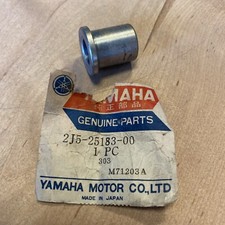 YAMAHA
GENUINE PARTS
2J5-25183-00
1 PC
303
M71203A
YAMAHA MOTOR CO.,LTD
MADE IN JAPAN